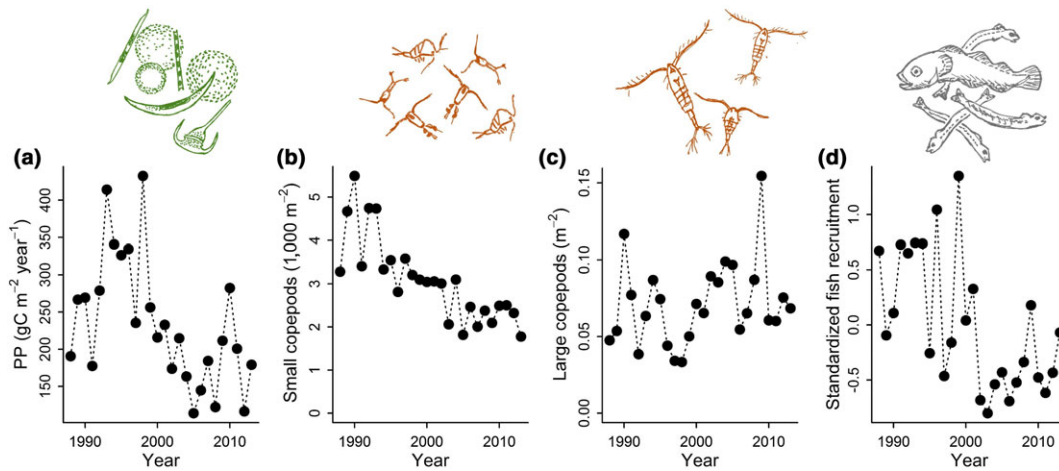 (a)
PP (gC m⁻² year⁻¹)
400
350
300
250
200
150
1990
2000
2010
Year
(b)
Small copepods (1,000 m⁻²)
5
4
3
2
1
0
1990
2000
2010
Year
(c)
Large copepods (m⁻²)
0.15
0.10
0.05
0.00
1990
2000
2010
Year
(d)
Standardized fish recruitment
1.0
0.5
0.0
−0.5
1990
2000
2010
Year